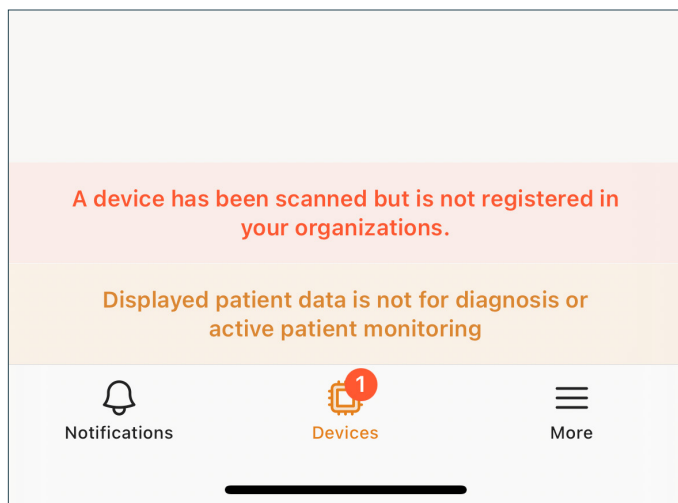 A device has been scanned but is not registered in
your organizations.
Displayed patient data is not for diagnosis or
active patient monitoring
1
Notifications
Devices
More